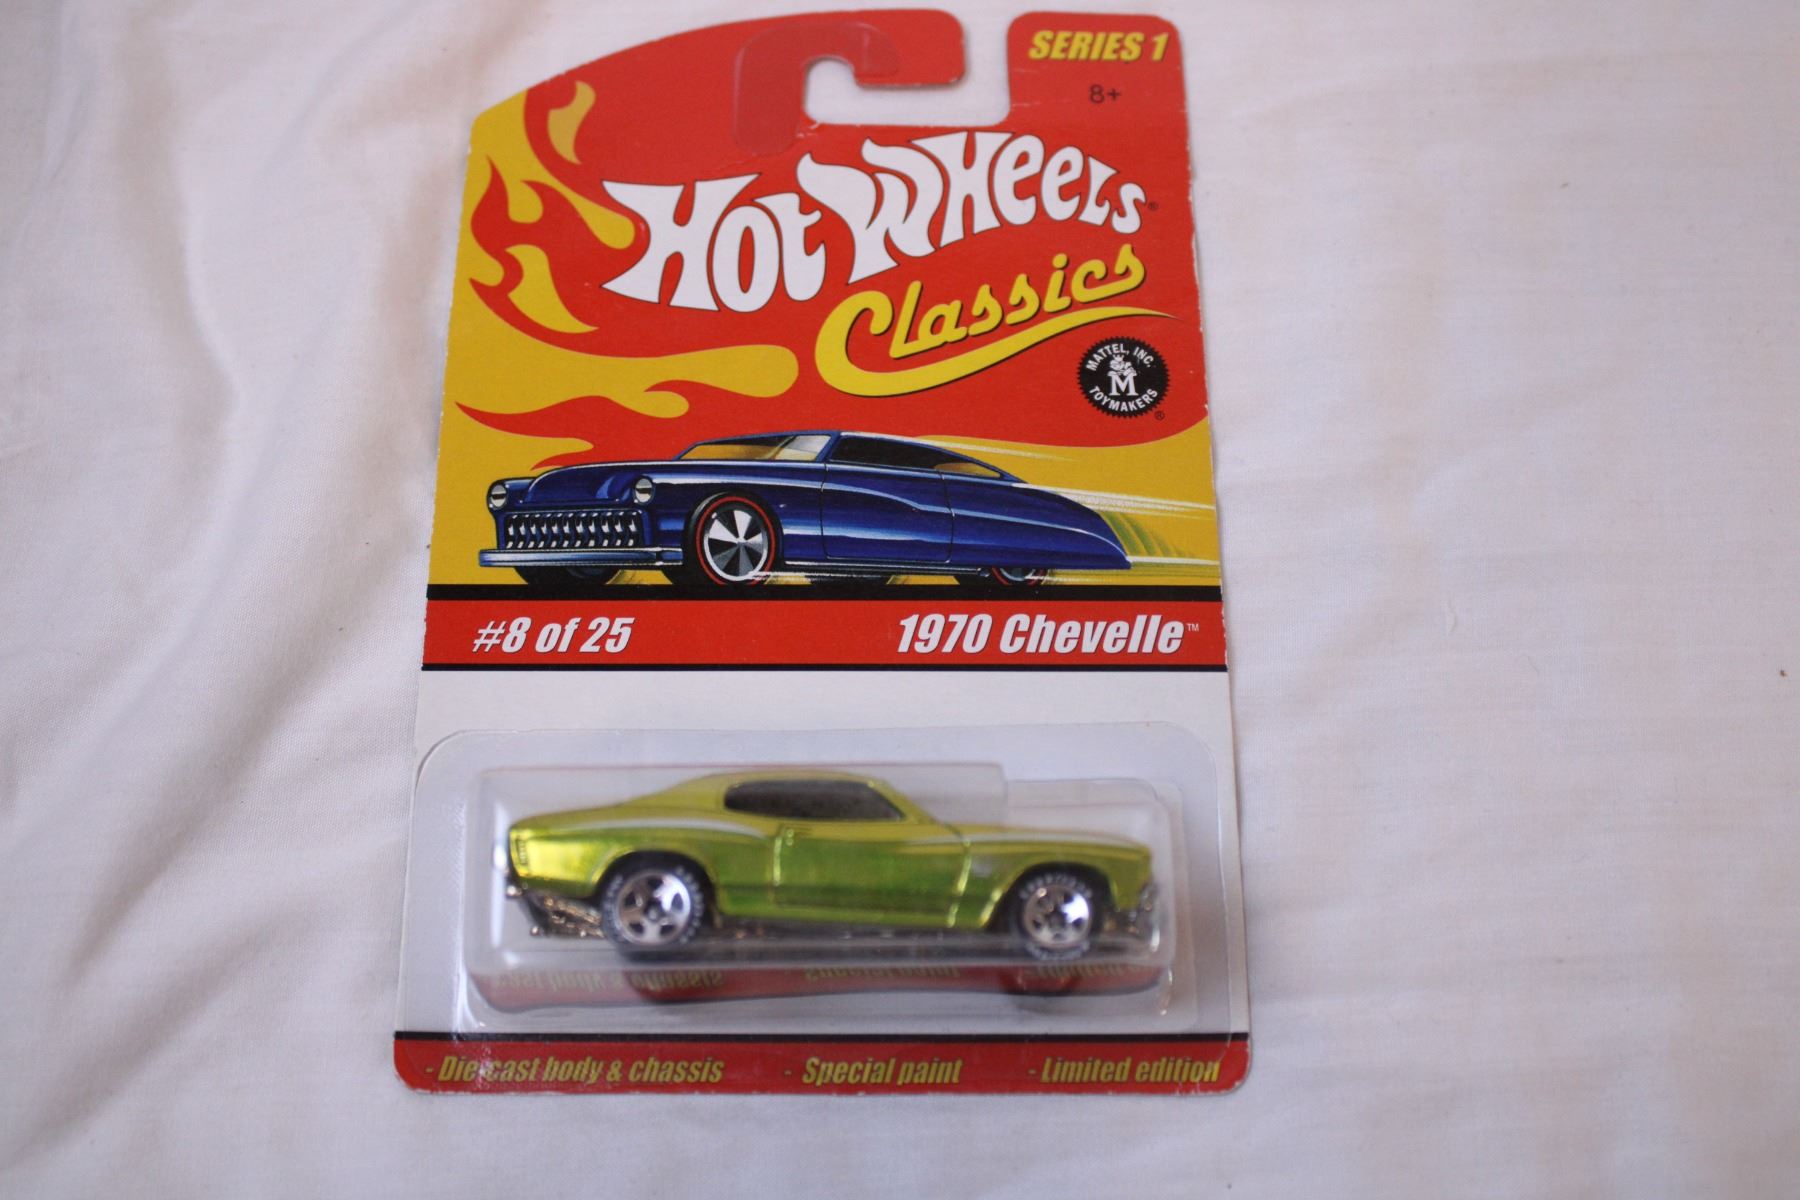 SERIES 1
8+
Hot Wheels®
Classics
MATTEL, INC.
M
TOYMAKERS
®
#8 of 25 1970 Chevelle™
- Die-cast body & chassis - Special paint - Limited edition